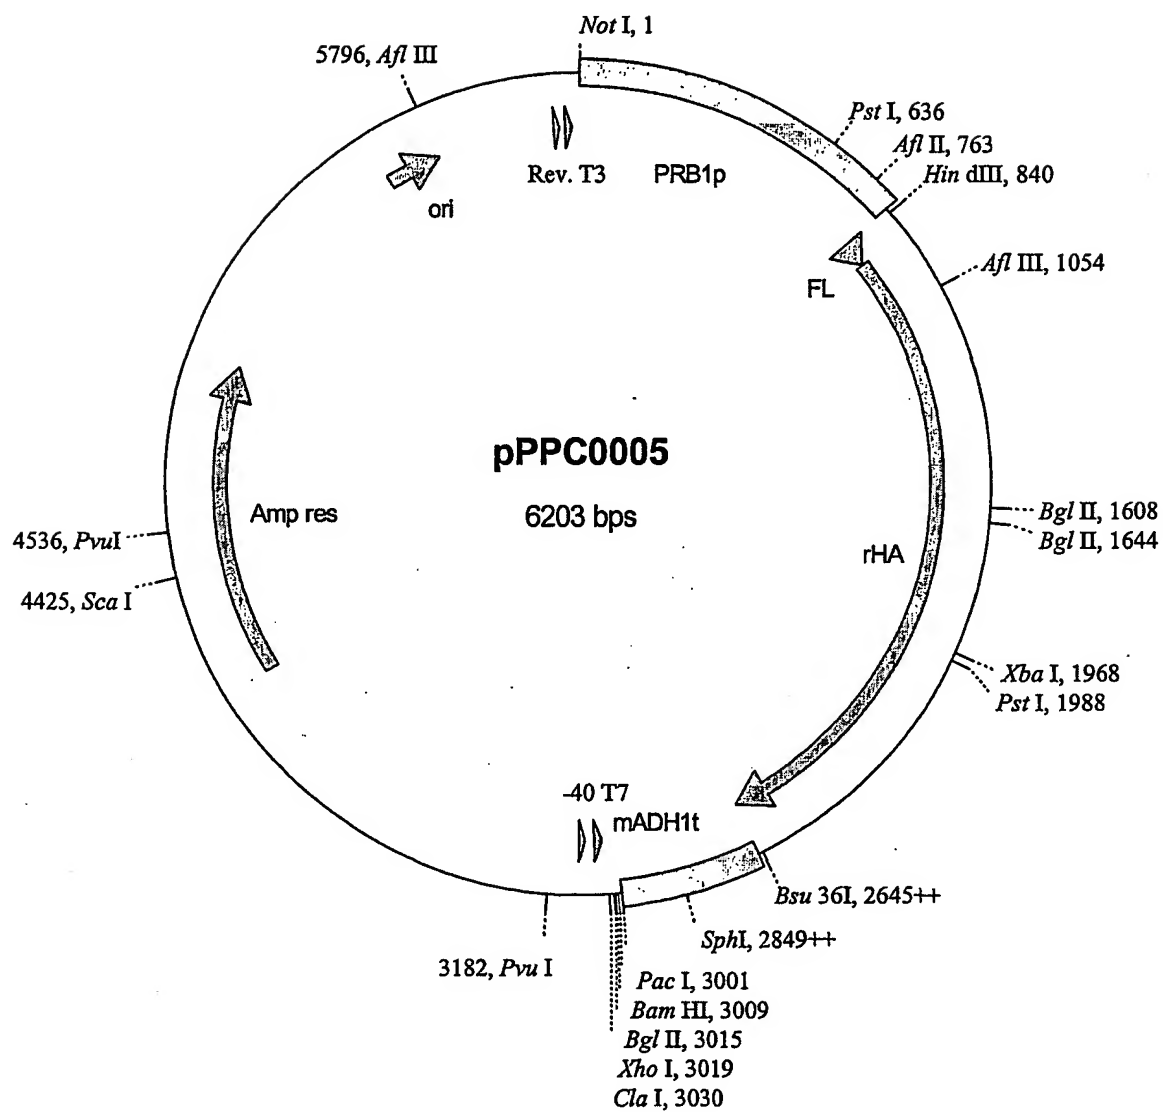 Not I, 1
5796, Afl III
Pst I, 636
Afl II, 763
Hin dIII, 840
Rev. T3
PRB1p
ori
Afl III, 1054
FL
pPPC0005
6203 bps
Amp res
Bgl II, 1608
Bgl II, 1644
4536, PvuI
rHA
4425, Sca I
Xba I, 1968
Pst I, 1988
-40 T7
mADH1t
Bsu 36I, 2645++
SphI, 2849++
3182, Pvu I
Pac I, 3001
Bam HI, 3009
Bgl II, 3015
Xho I, 3019
Cla I, 3030